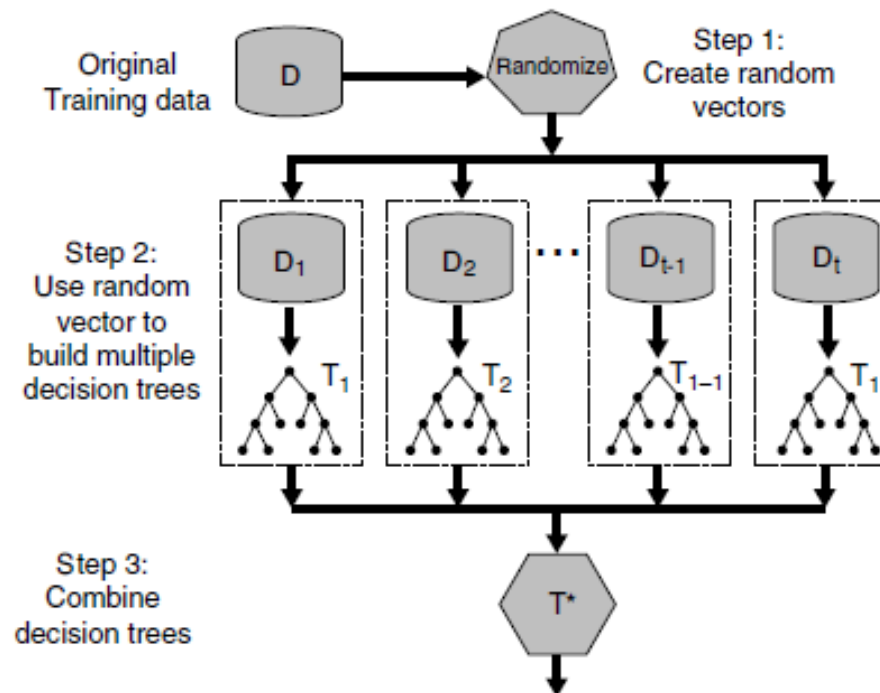 Original
Training data
D
Randomize
Step 1:
Create random
vectors
Step 2:
Use random
vector to
build multiple
decision trees
D1
D2
...
Dt-1
Dt
T1
T2
T1–1
T1
Step 3:
Combine
decision trees
T*